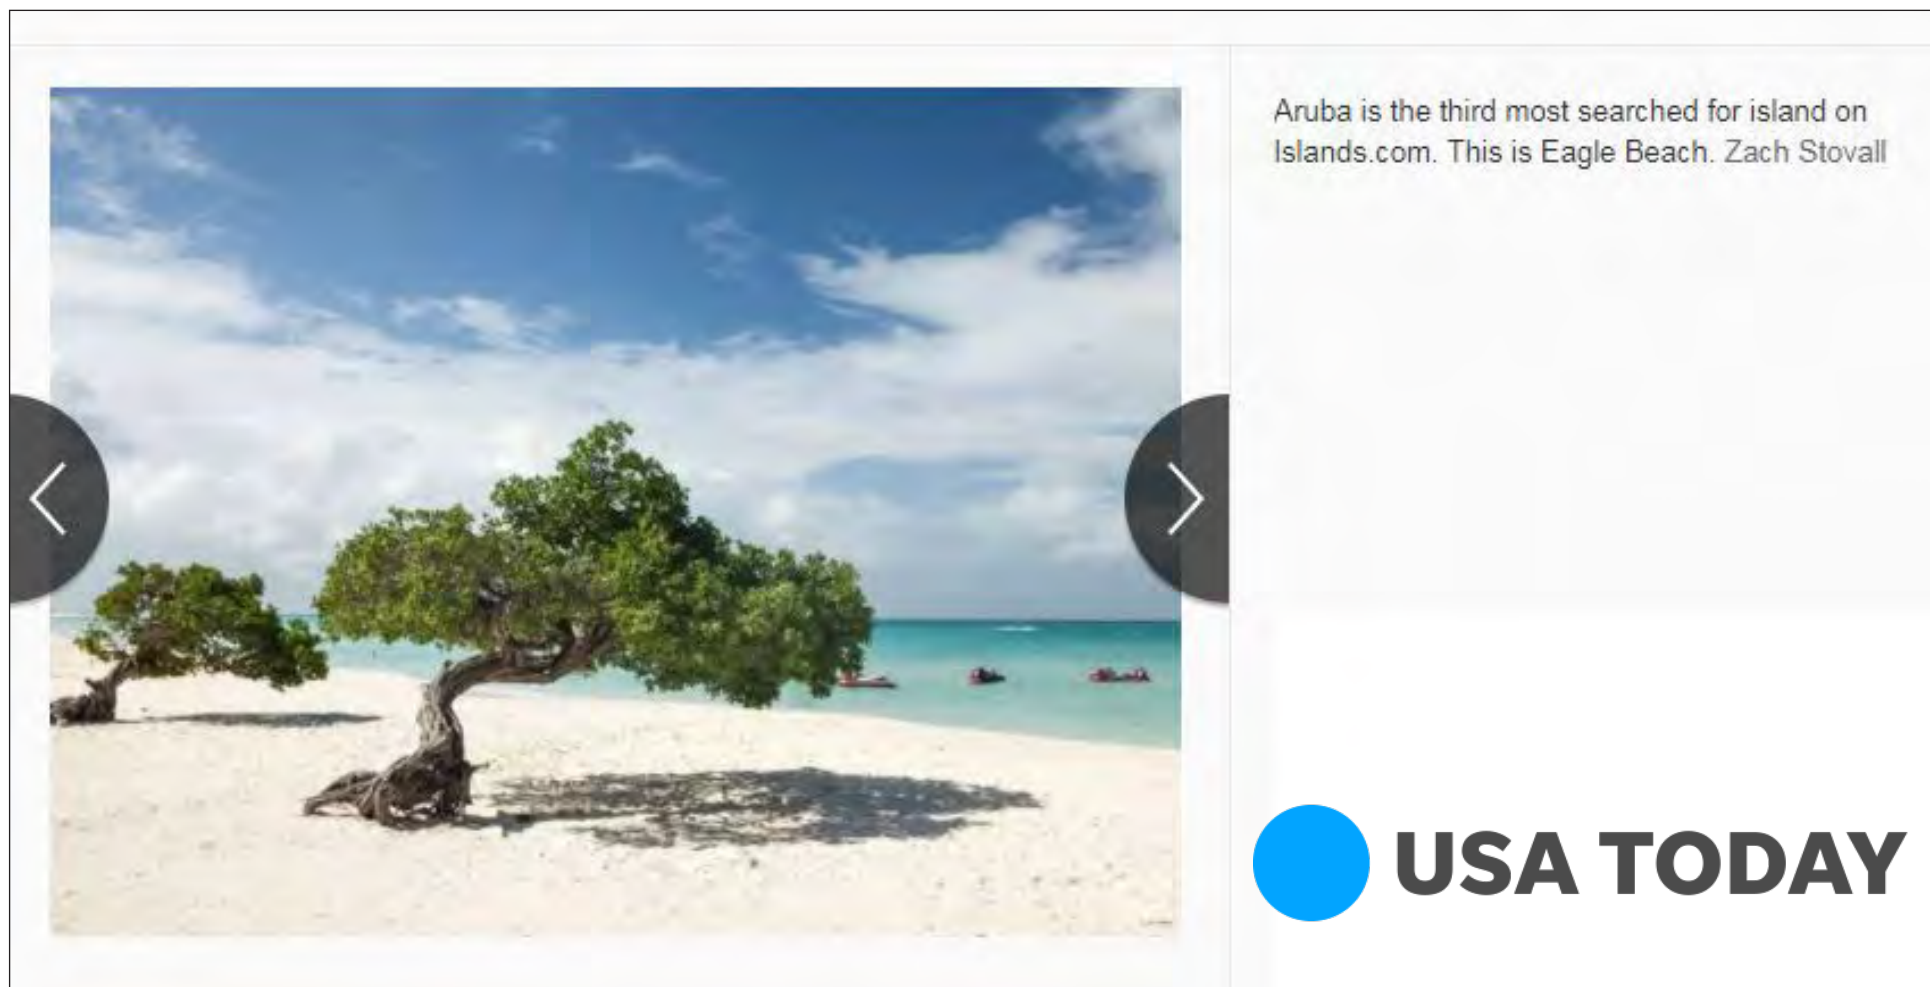 Aruba is the third most searched for island on
Islands.com. This is Eagle Beach. Zach Stovall
USA TODAY